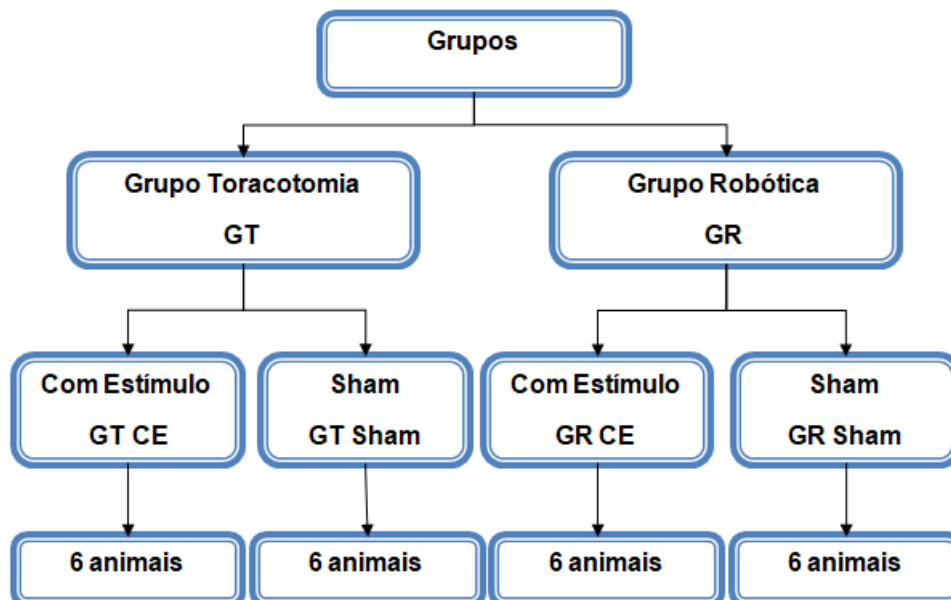 Grupos
Grupo Toracotomia
GT
Grupo Robótica
GR
Com Estímulo
GT CE
Sham
GT Sham
Com Estímulo
GR CE
Sham
GR Sham
6 animais
6 animais
6 animais
6 animais